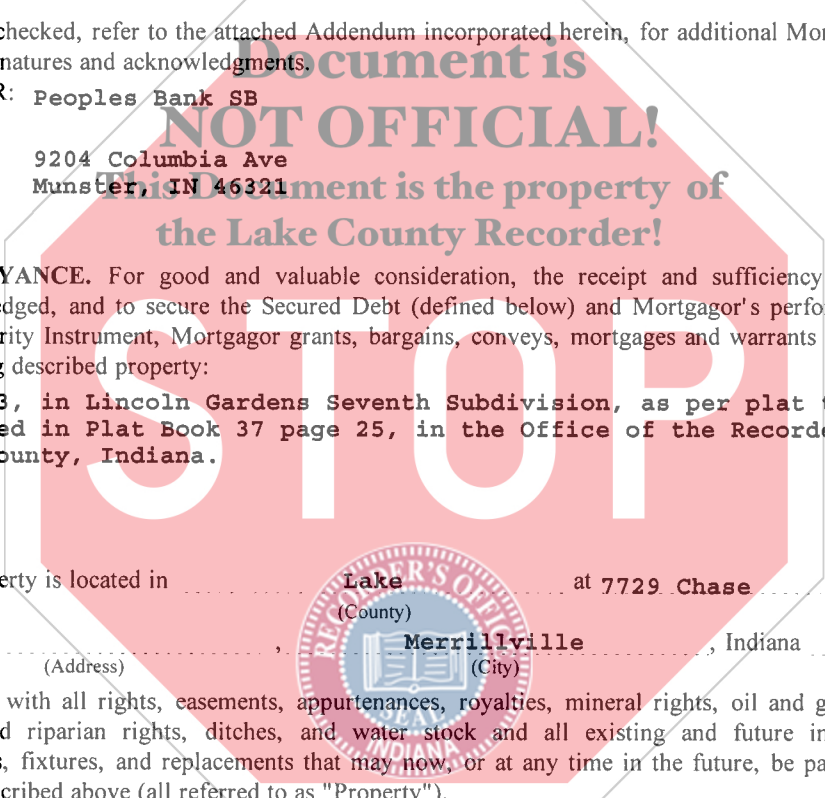 checked, refer to the attached Addendum incorporated herein, for additional Mor
natures and acknowledgments.
Document is
R: Peoples Bank SB
NOT OFFICIAL!
9204 Columbia Ave
Munster, IN 46321
This Document is the property of
the Lake County Recorder!
YANCE. For good and valuable consideration, the receipt and sufficiency
edged, and to secure the Secured Debt (defined below) and Mortgagor's perfo
rity Instrument, Mortgagor grants, bargains, conveys, mortgages and warrants
g described property:
STOP
3, in Lincoln Gardens Seventh Subdivision, as per plat t
ed in Plat Book 37 page 25, in the Office of the Recorde
ounty, Indiana.
erty is located in Lake at 7729 Chase
(County)
, Merrillville , Indiana
(Address) (City)
RECORDER'S OFFICE
SEAL
INDIANA
with all rights, easements, appurtenances, royalties, mineral rights, oil and g
d riparian rights, ditches, and water stock and all existing and future in
s, fixtures, and replacements that may now, or at any time in the future, be pa
cribed above (all referred to as "Property").